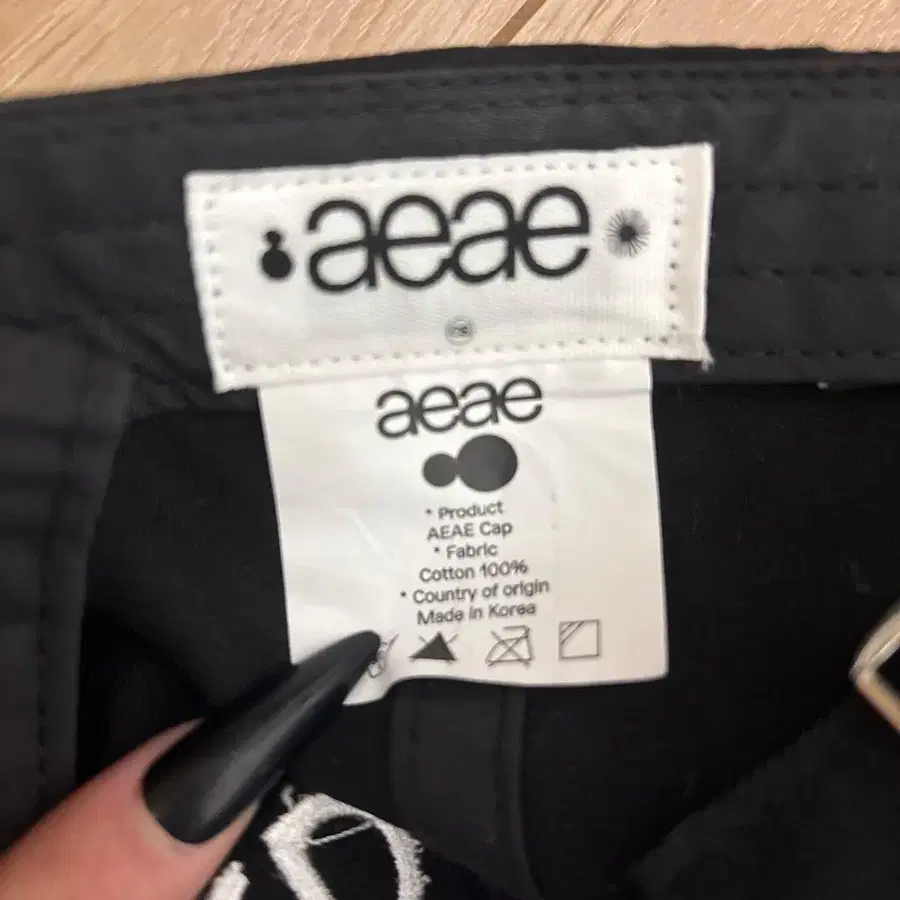 aeae
aeae
* Product
AEAE Cap
* Fabric
Cotton 100%
* Country of origin
Made in Korea